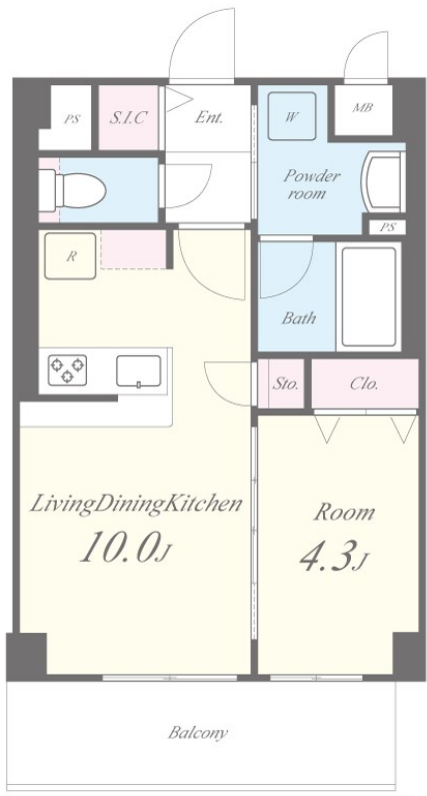 PS
S.I.C
Ent.
W
MB
Powder
room
PS
R
Bath
Sto.
Clo.
LivingDiningKitchen
10.0J
Room
4.3J
Balcony